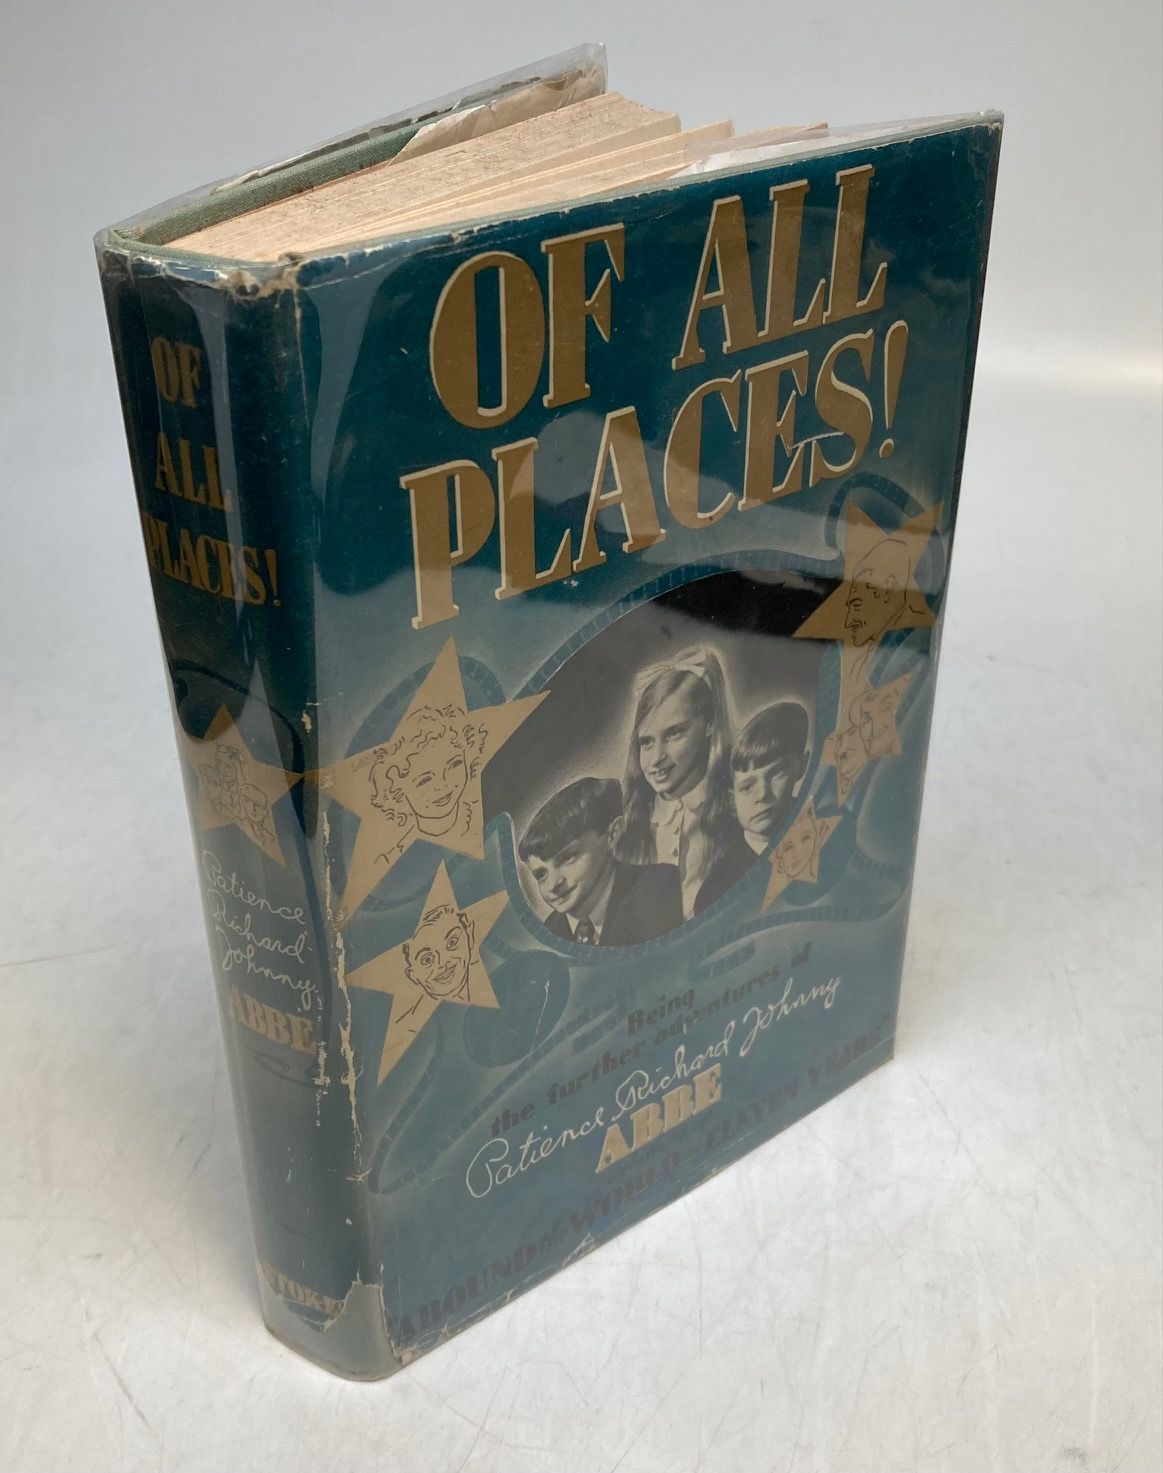 OF
ALL
PLACES!
Patience
Richard
Johnny
ABBE
STOKES
OF ALL
PLACES!
Being
the further adventures of
Patience Richard Johnny
ABBE
AROUND the WORLD ELEVEN YEARS"